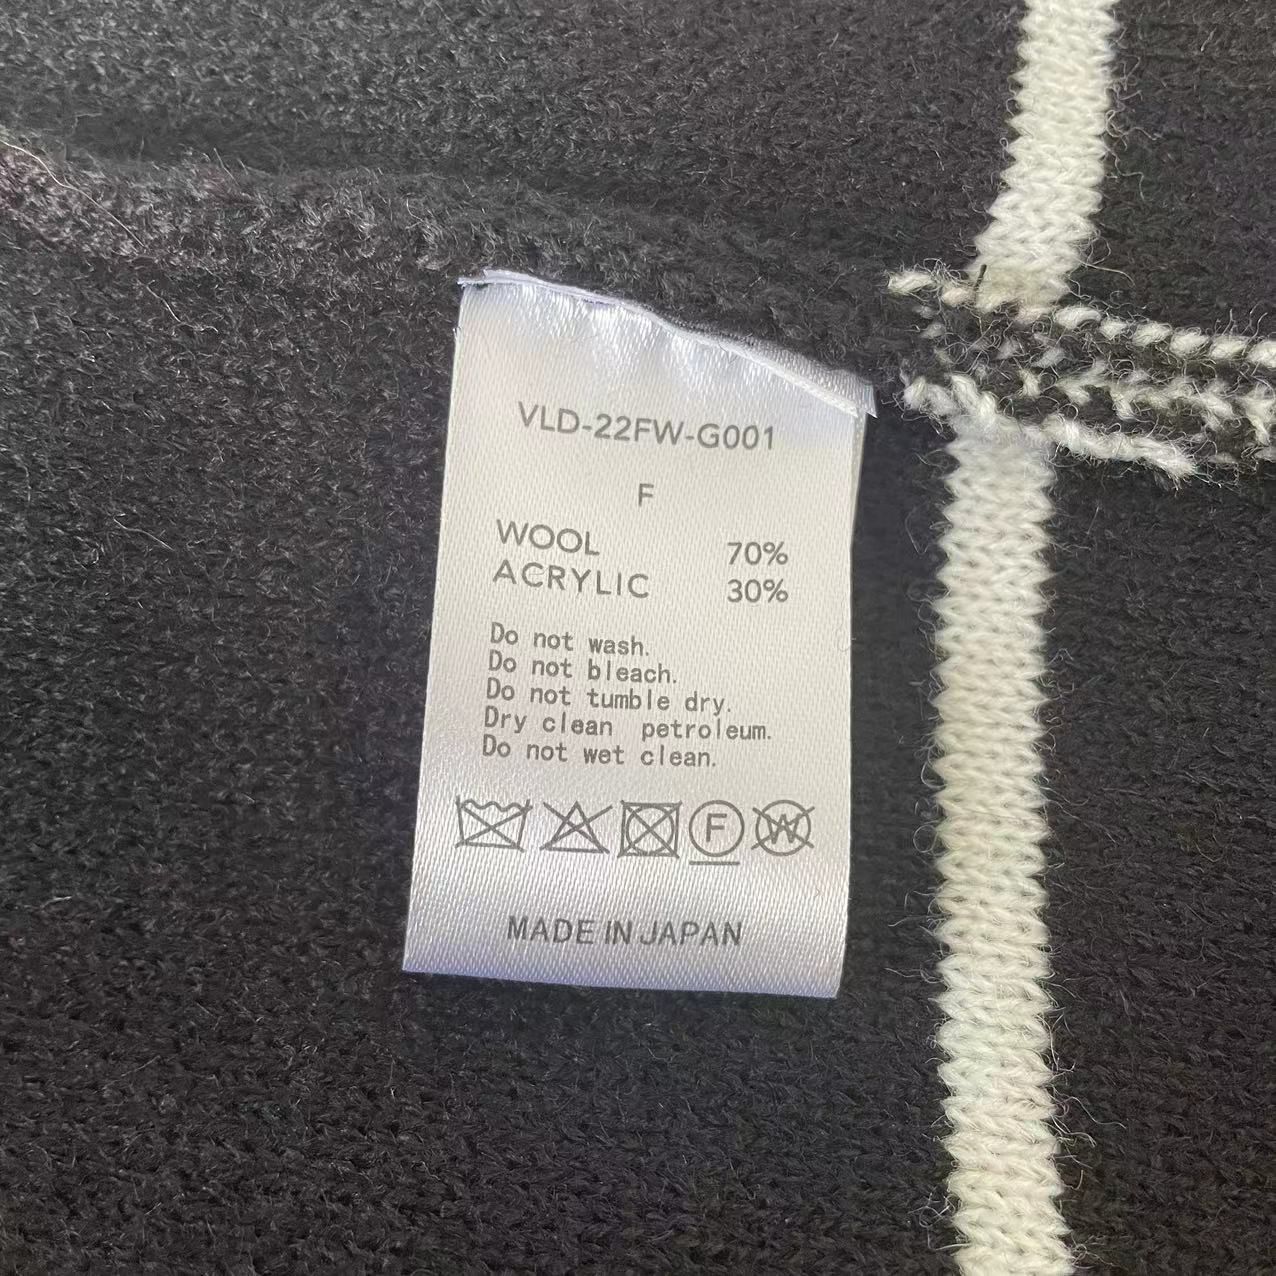 VLD-22FW-G001
F
WOOL 70%
ACRYLIC 30%
Do not wash.
Do not bleach.
Do not tumble dry.
Dry clean petroleum.
Do not wet clean.
F W
MADE IN JAPAN